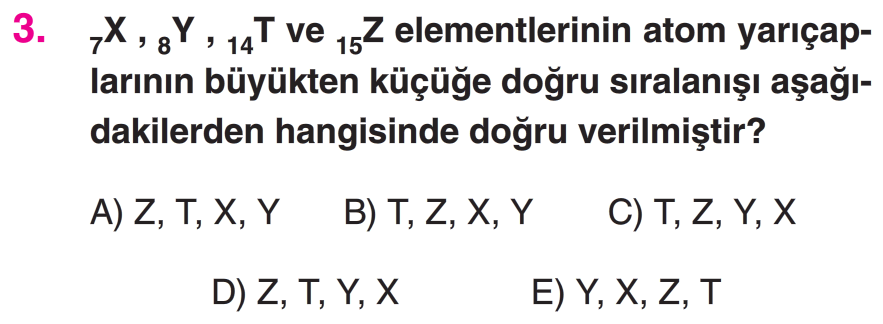 3. ₇X , ₈Y , ₁₄T ve ₁₅Z elementlerinin atom yarıçap-
larının büyükten küçüğe doğru sıralanışı aşağı-
dakilerden hangisinde doğru verilmiştir?
A) Z, T, X, Y B) T, Z, X, Y C) T, Z, Y, X
D) Z, T, Y, X E) Y, X, Z, T